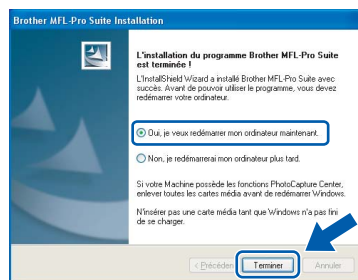 Brother MFL-Pro Suite Installation
L'installation du programme Brother MFL-Pro Suite
est terminée !
L'InstallShield Wizard a installé Brother MFL-Pro Suite avec
succès. Avant de pouvoir utiliser le programme, vous devez
redémarrer votre ordinateur.
Oui, je veux redémarrer mon ordinateur maintenant.
Non, je redémarrerai mon ordinateur plus tard.
Si votre Machine possède les fonctions PhotoCapture Center,
enlever toutes les cartes média avant de redémarrer Windows.
N'insérer pas une carte média tant que Windows n'a pas fini
de se charger.
< Précédent
Terminer
Annuler